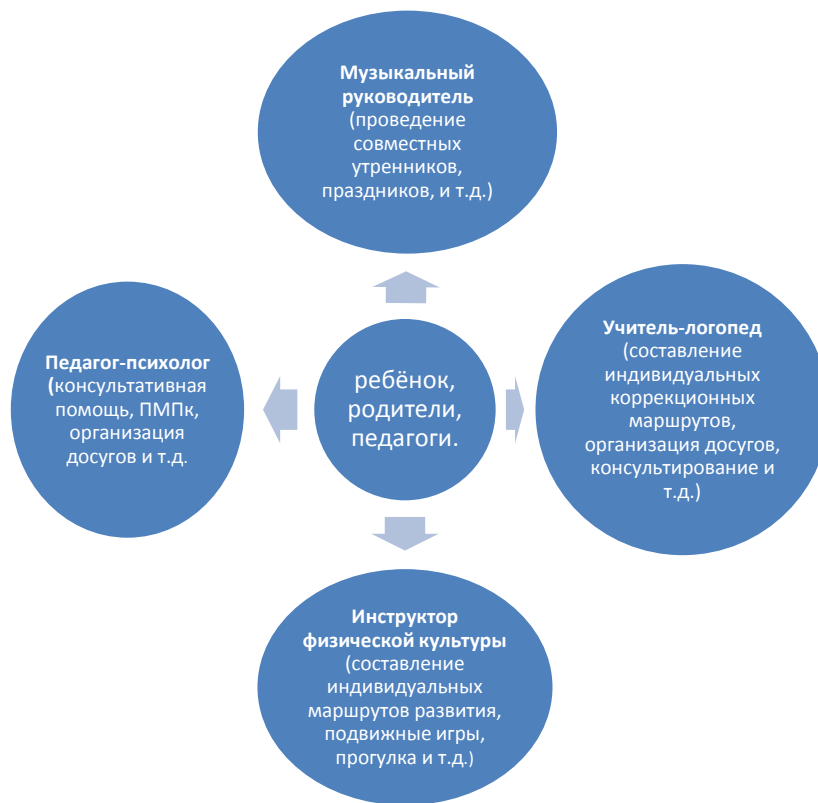 Музыкальный
руководитель
(проведение
совместных
утренников,
праздников, и т.д.)
Педагог-психолог
(консультативная
помощь, ПМПк,
организация
досугов и т.д.
ребёнок,
родители,
педагоги.
Учитель-логопед
(составление
индивидуальных
коррекционных
маршрутов,
организация досугов,
консультирование и
т.д.)
Инструктор
физической культуры
(составление
индивидуальных
маршрутов развития,
подвижные игры,
прогулка и т.д.)